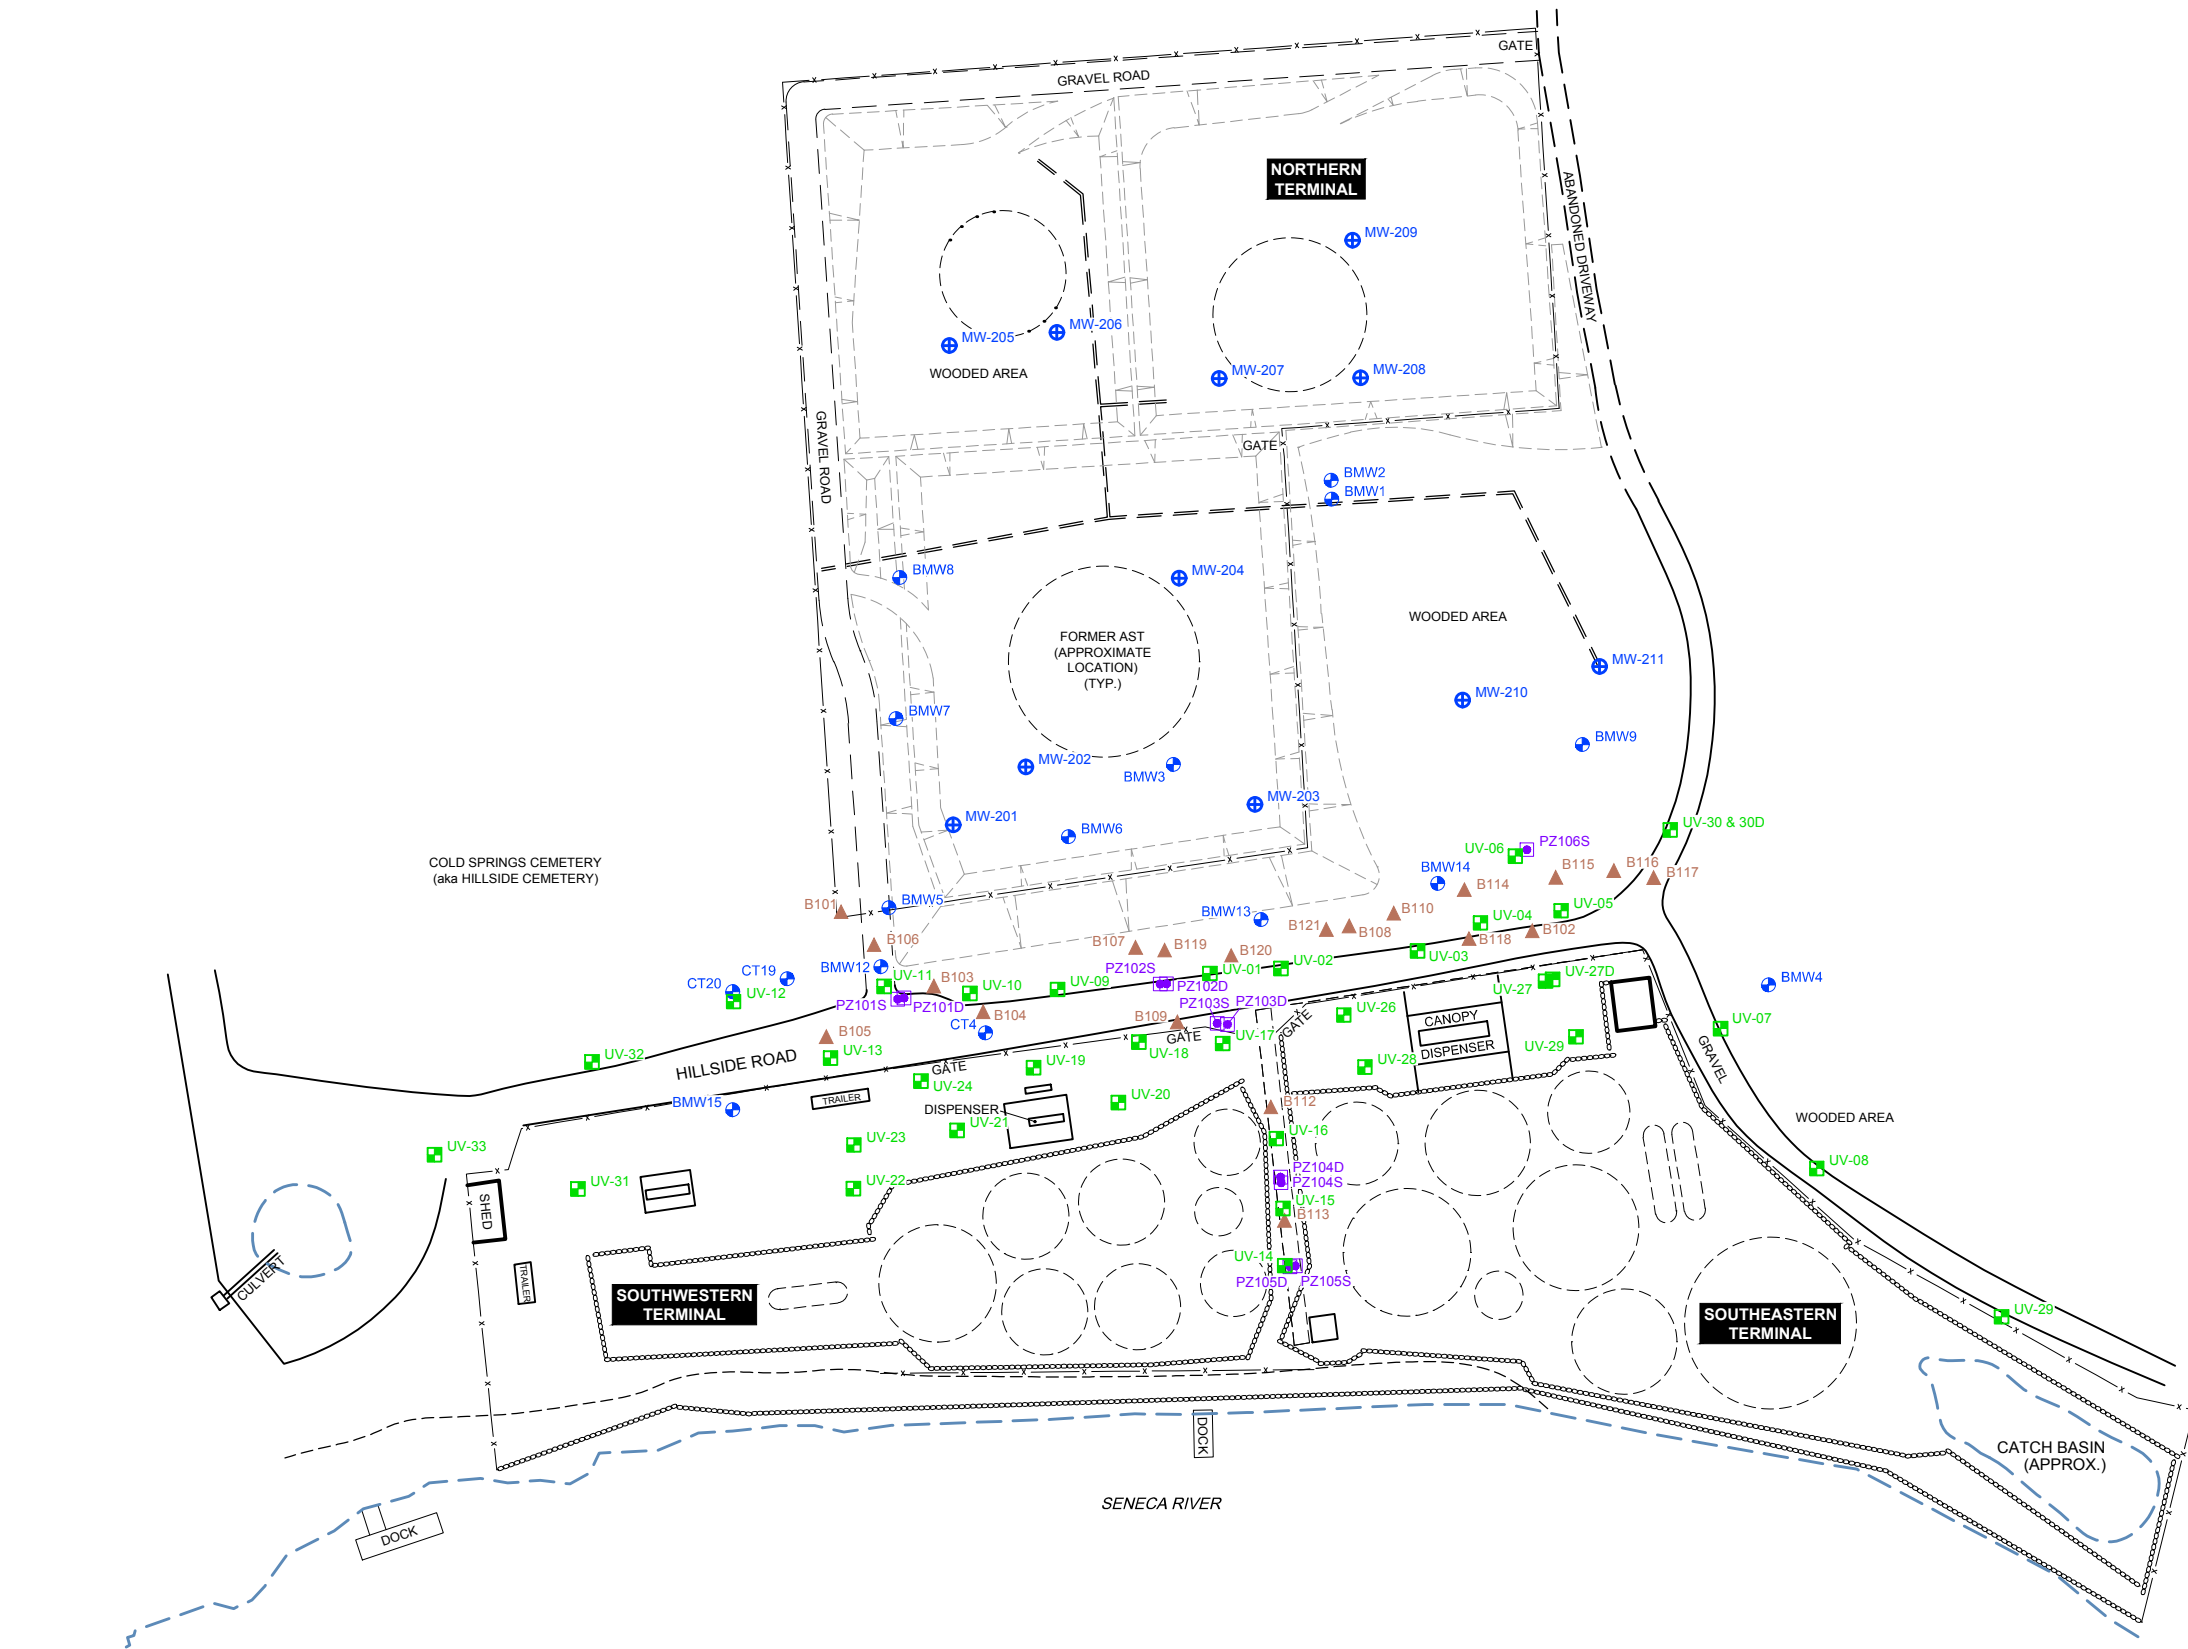 GATE
GRAVEL ROAD
NORTHERN
TERMINAL
ABANDONED DRIVEWAY
MW-209
MW-206
MW-205
WOODED AREA
MW-207
MW-208
GRAVEL ROAD
GATE
BMW2
BMW1
BMW8
MW-204
WOODED AREA
FORMER AST
(APPROXIMATE
LOCATION)
(TYP.)
MW-211
MW-210
BMW7
BMW9
MW-202
BMW3
MW-203
MW-201
BMW6
UV-30 & 30D
COLD SPRINGS CEMETERY
(aka HILLSIDE CEMETERY)
UV-06
PZ106S
BMW14
B115
B116
B117
B114
B101
BMW5
BMW13
B110
UV-04
UV-05
B121
B108
B118
B102
B106
B107
B119
B120
UV-03
BMW12
CT19
CT20
UV-12
UV-11
B103
UV-10
UV-09
PZ102S
PZ102D
UV-01
UV-02
UV-27D
UV-27
BMW4
PZ101S
PZ101D
B104
PZ103S
PZ103D
CT4
B109
GATE
UV-26
CANOPY
DISPENSER
UV-07
B105
UV-13
GATE
UV-17
UV-18
UV-29
GRAVEL
UV-32
HILLSIDE ROAD
GATE
UV-19
UV-28
UV-24
TRAILER
BMW15
DISPENSER
UV-20
B112
WOODED AREA
UV-21
UV-16
UV-23
UV-33
PZ104D
PZ104S
UV-08
UV-31
UV-22
SHED
UV-15
B113
UV-14
PZ105D
PZ105S
CULVERT
TRAILER
SOUTHWESTERN
TERMINAL
SOUTHEASTERN
TERMINAL
UV-29
DOCK
CATCH BASIN
(APPROX.)
SENECA RIVER
DOCK